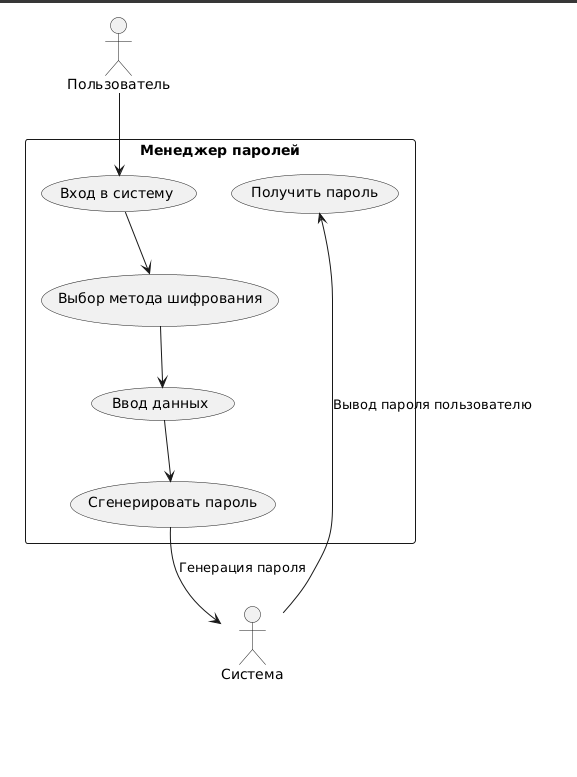 Пользователь
Менеджер паролей
Вход в систему
Получить пароль
Выбор метода шифрования
Ввод данных
Вывод пароля пользователю
Сгенерировать пароль
Генерация пароля
Система